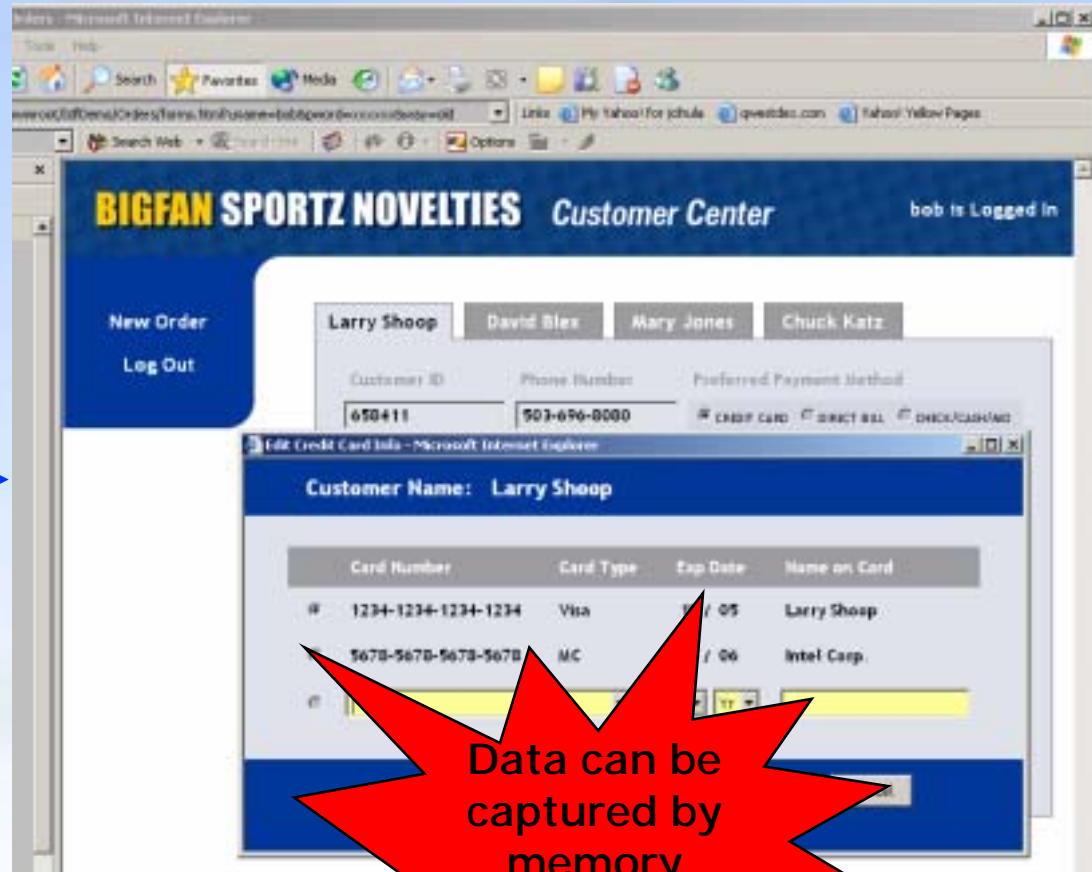 Microsoft Internet Explorer
Tools Help
Search Favorites Media
Links My Yahoo! for jchula qwestdex.com Yahoo! Yellow Pages
Search Web Options
BIGFAN SPORTZ NOVELTIES Customer Center bob is Logged In
New Order
Log Out
Larry Shoop David Blex Mary Jones Chuck Katz
Customer ID Phone Number Preferred Payment Method
658411 503-696-8080 CREDIT CARD DIRECT BILL CHECK/CASH/MO
Edit Credit Card Info - Microsoft Internet Explorer
Customer Name: Larry Shoop
Card Number Card Type Exp Date Name on Card
1234-1234-1234-1234 Visa / 05 Larry Shoop
5678-5678-5678-5678 MC / 06 Intel Corp.
YY
Data can be
captured by
memory